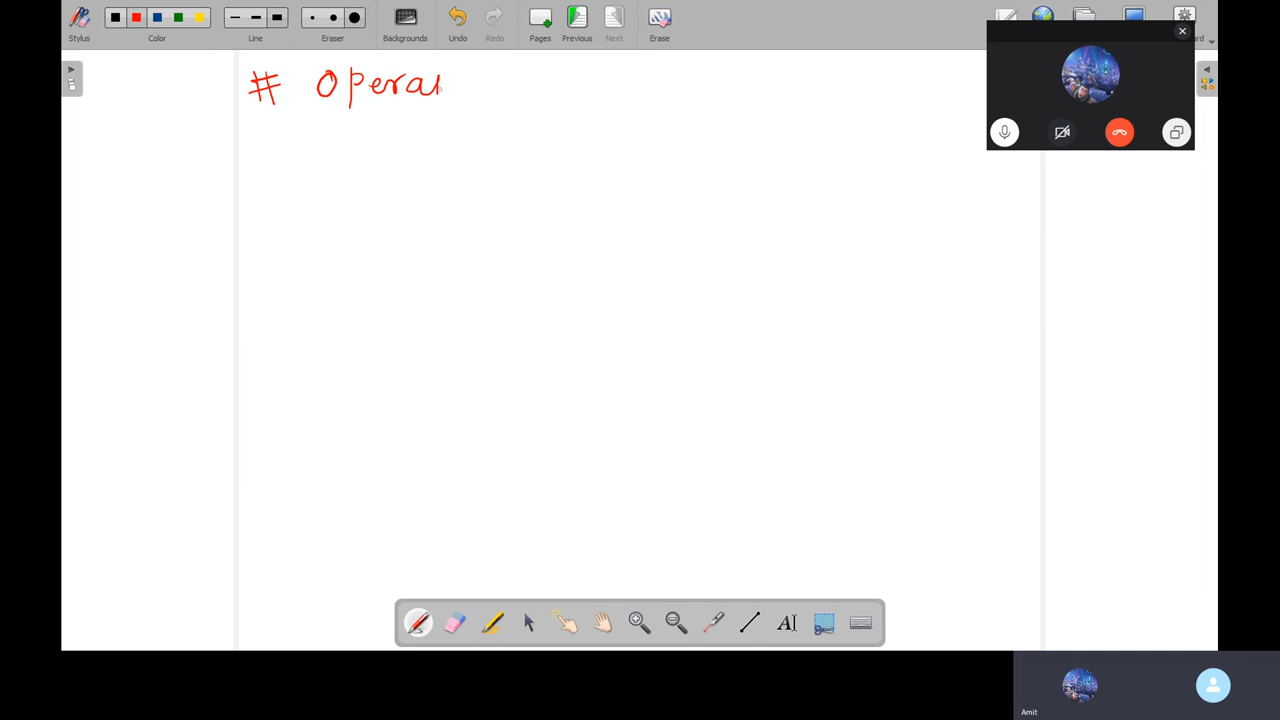 Stylus
Color
Line
Eraser
Backgrounds
Undo
Redo
Pages
Previous
Next
Erase
# Opera
Amit